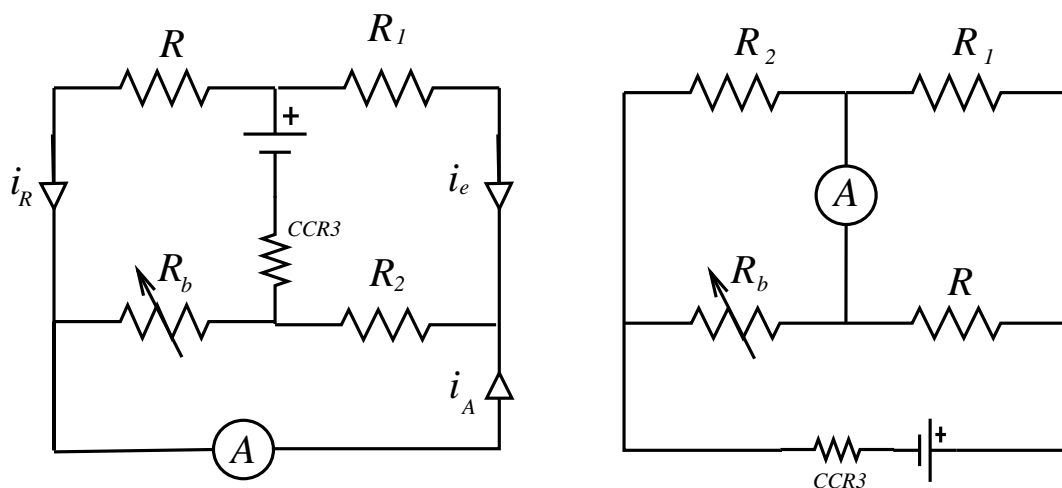 R R1
+
iR ie
CCR3
Rb R2
iA
A
R2 R1
A
Rb R
+
CCR3